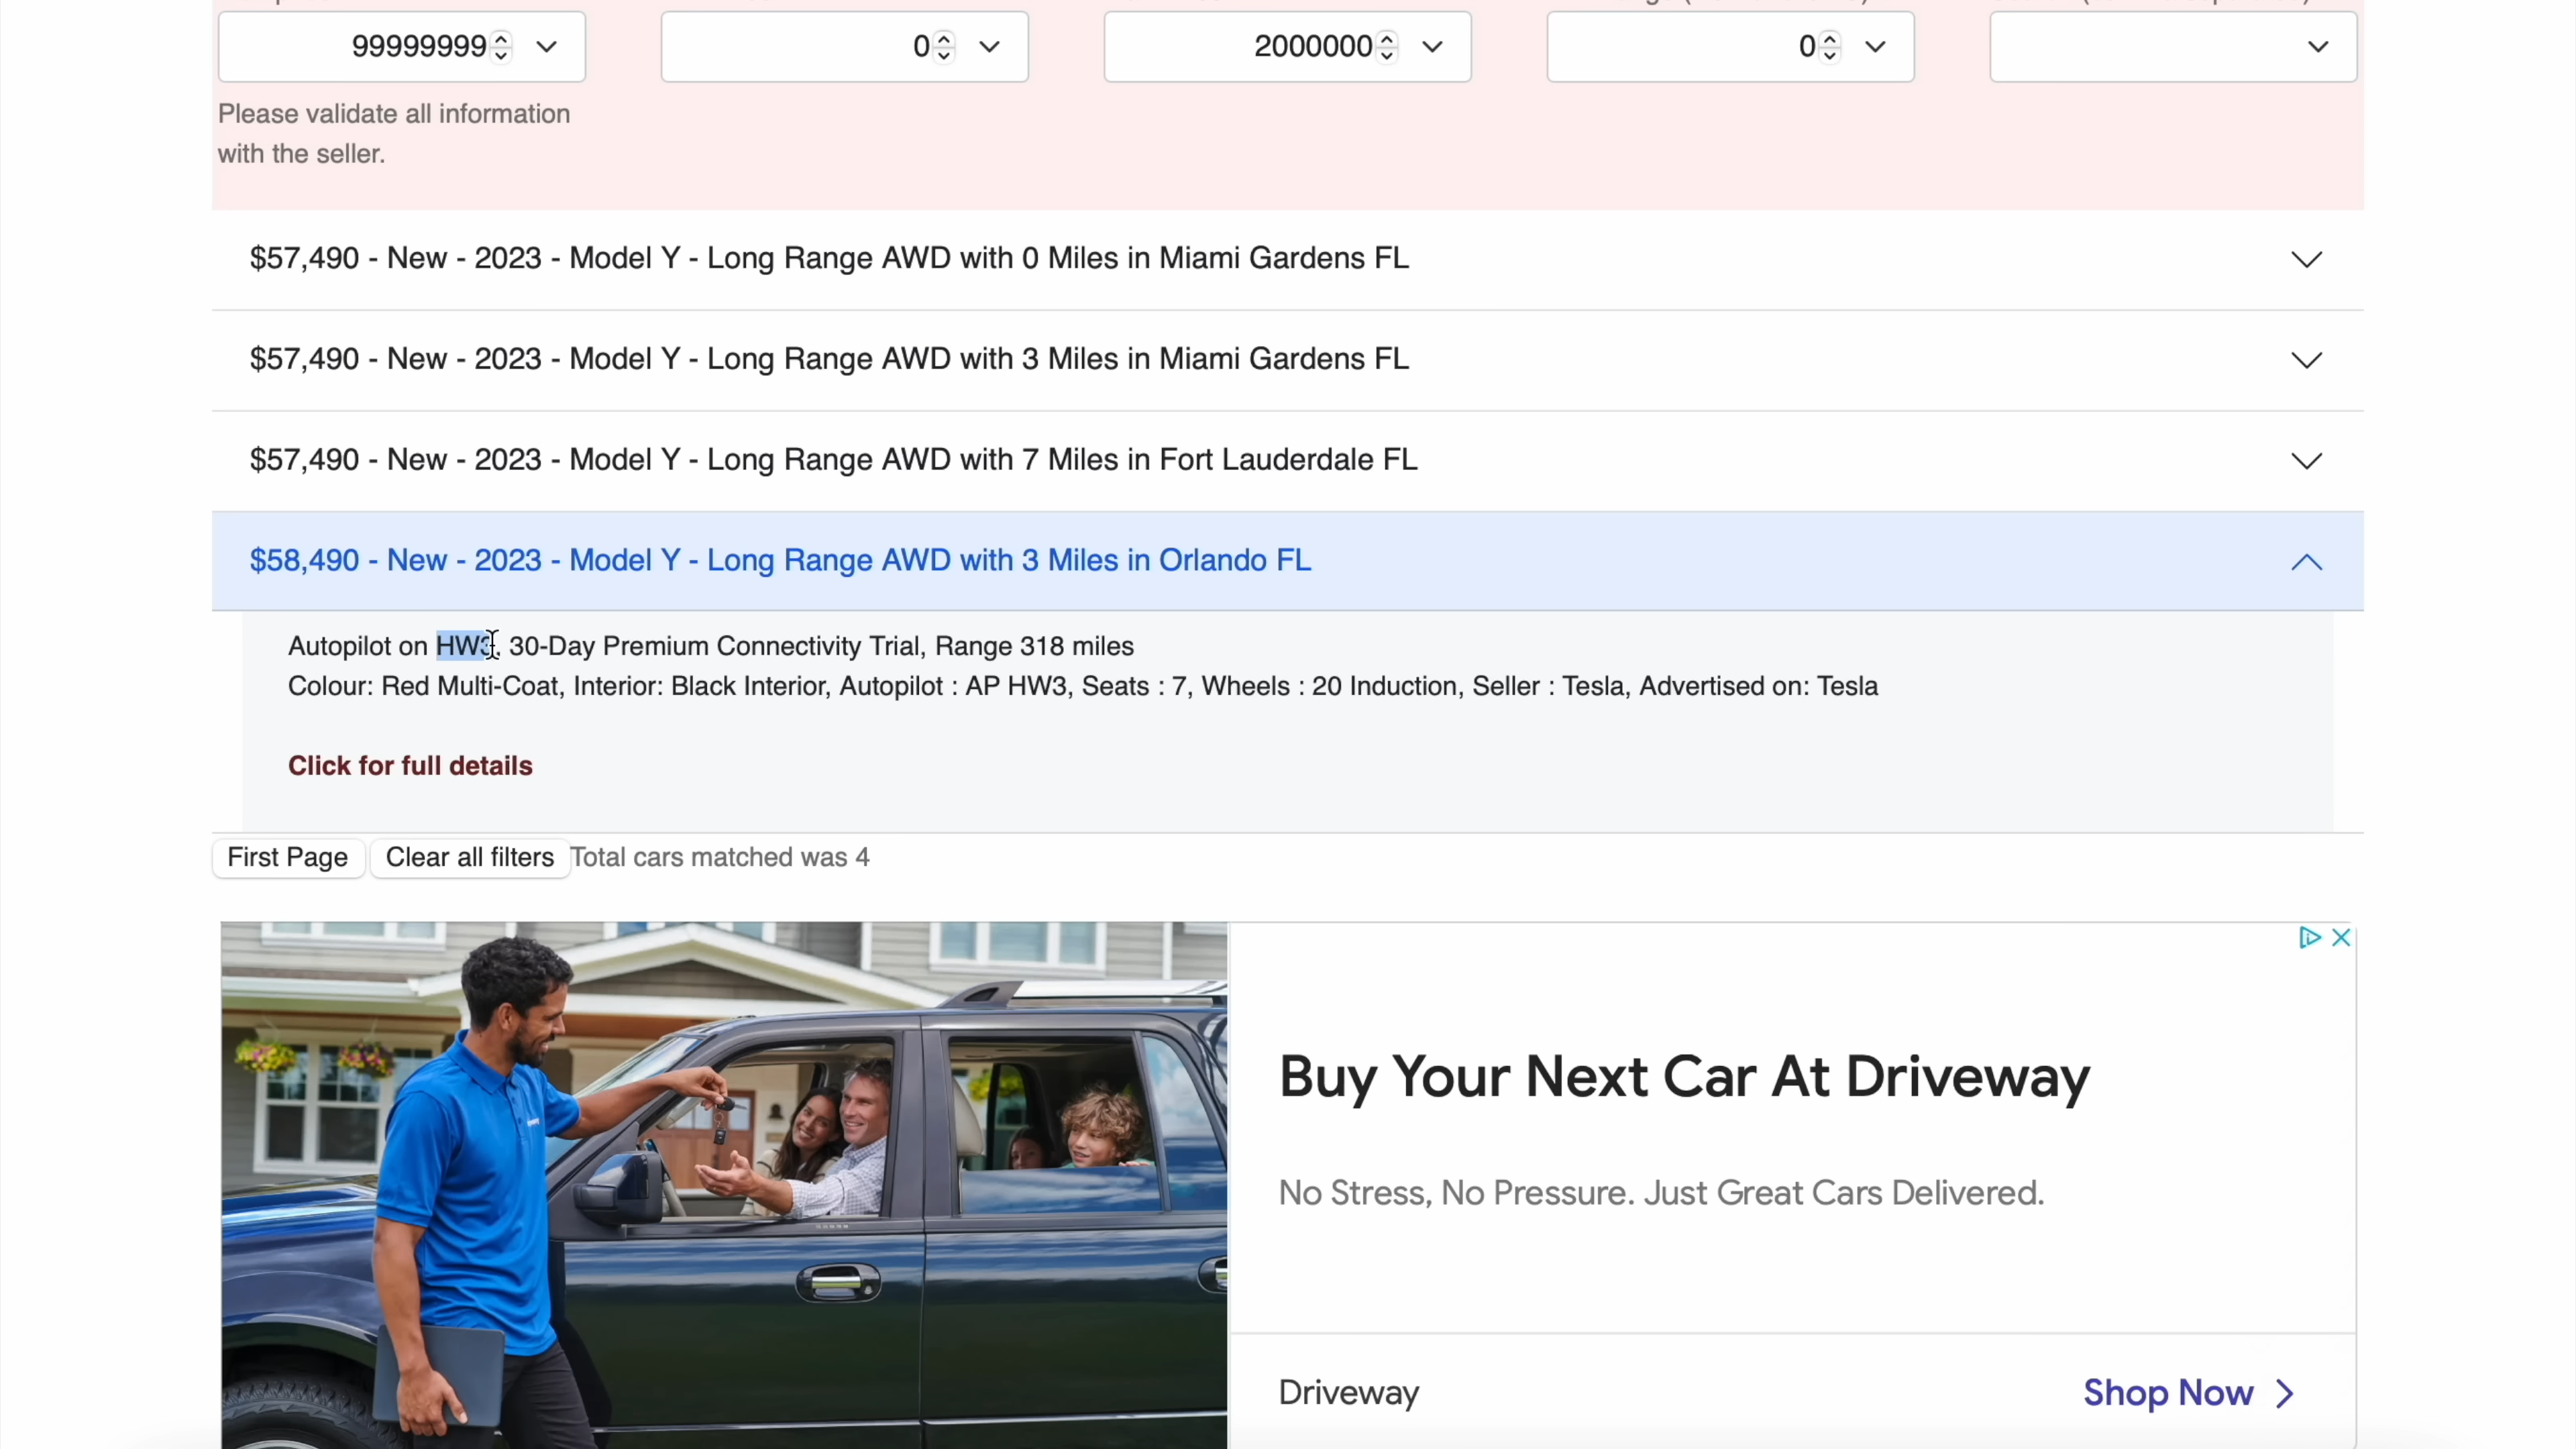 99999999
0
2000000
0
Please validate all information
with the seller.
$57,490 - New - 2023 - Model Y - Long Range AWD with 0 Miles in Miami Gardens FL
$57,490 - New - 2023 - Model Y - Long Range AWD with 3 Miles in Miami Gardens FL
$57,490 - New - 2023 - Model Y - Long Range AWD with 7 Miles in Fort Lauderdale FL
$58,490 - New - 2023 - Model Y - Long Range AWD with 3 Miles in Orlando FL
Autopilot on HW3, 30-Day Premium Connectivity Trial, Range 318 miles
Colour: Red Multi-Coat, Interior: Black Interior, Autopilot : AP HW3, Seats : 7, Wheels : 20 Induction, Seller : Tesla, Advertised on: Tesla
Click for full details
First Page Clear all filters Total cars matched was 4
Buy Your Next Car At Driveway
No Stress, No Pressure. Just Great Cars Delivered.
Driveway
Shop Now